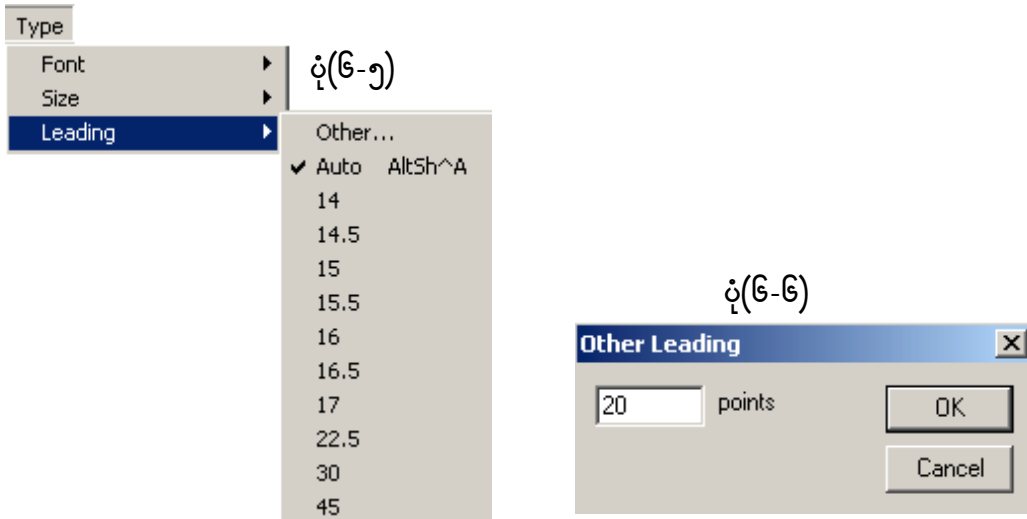 Type
Font
ပုံ(၆-၅)
Size
Leading
Other...
Auto AltSh^A
14
14.5
15
15.5
16
16.5
17
22.5
30
45
ပုံ(၆-၆)
Other Leading
20 points
OK
Cancel